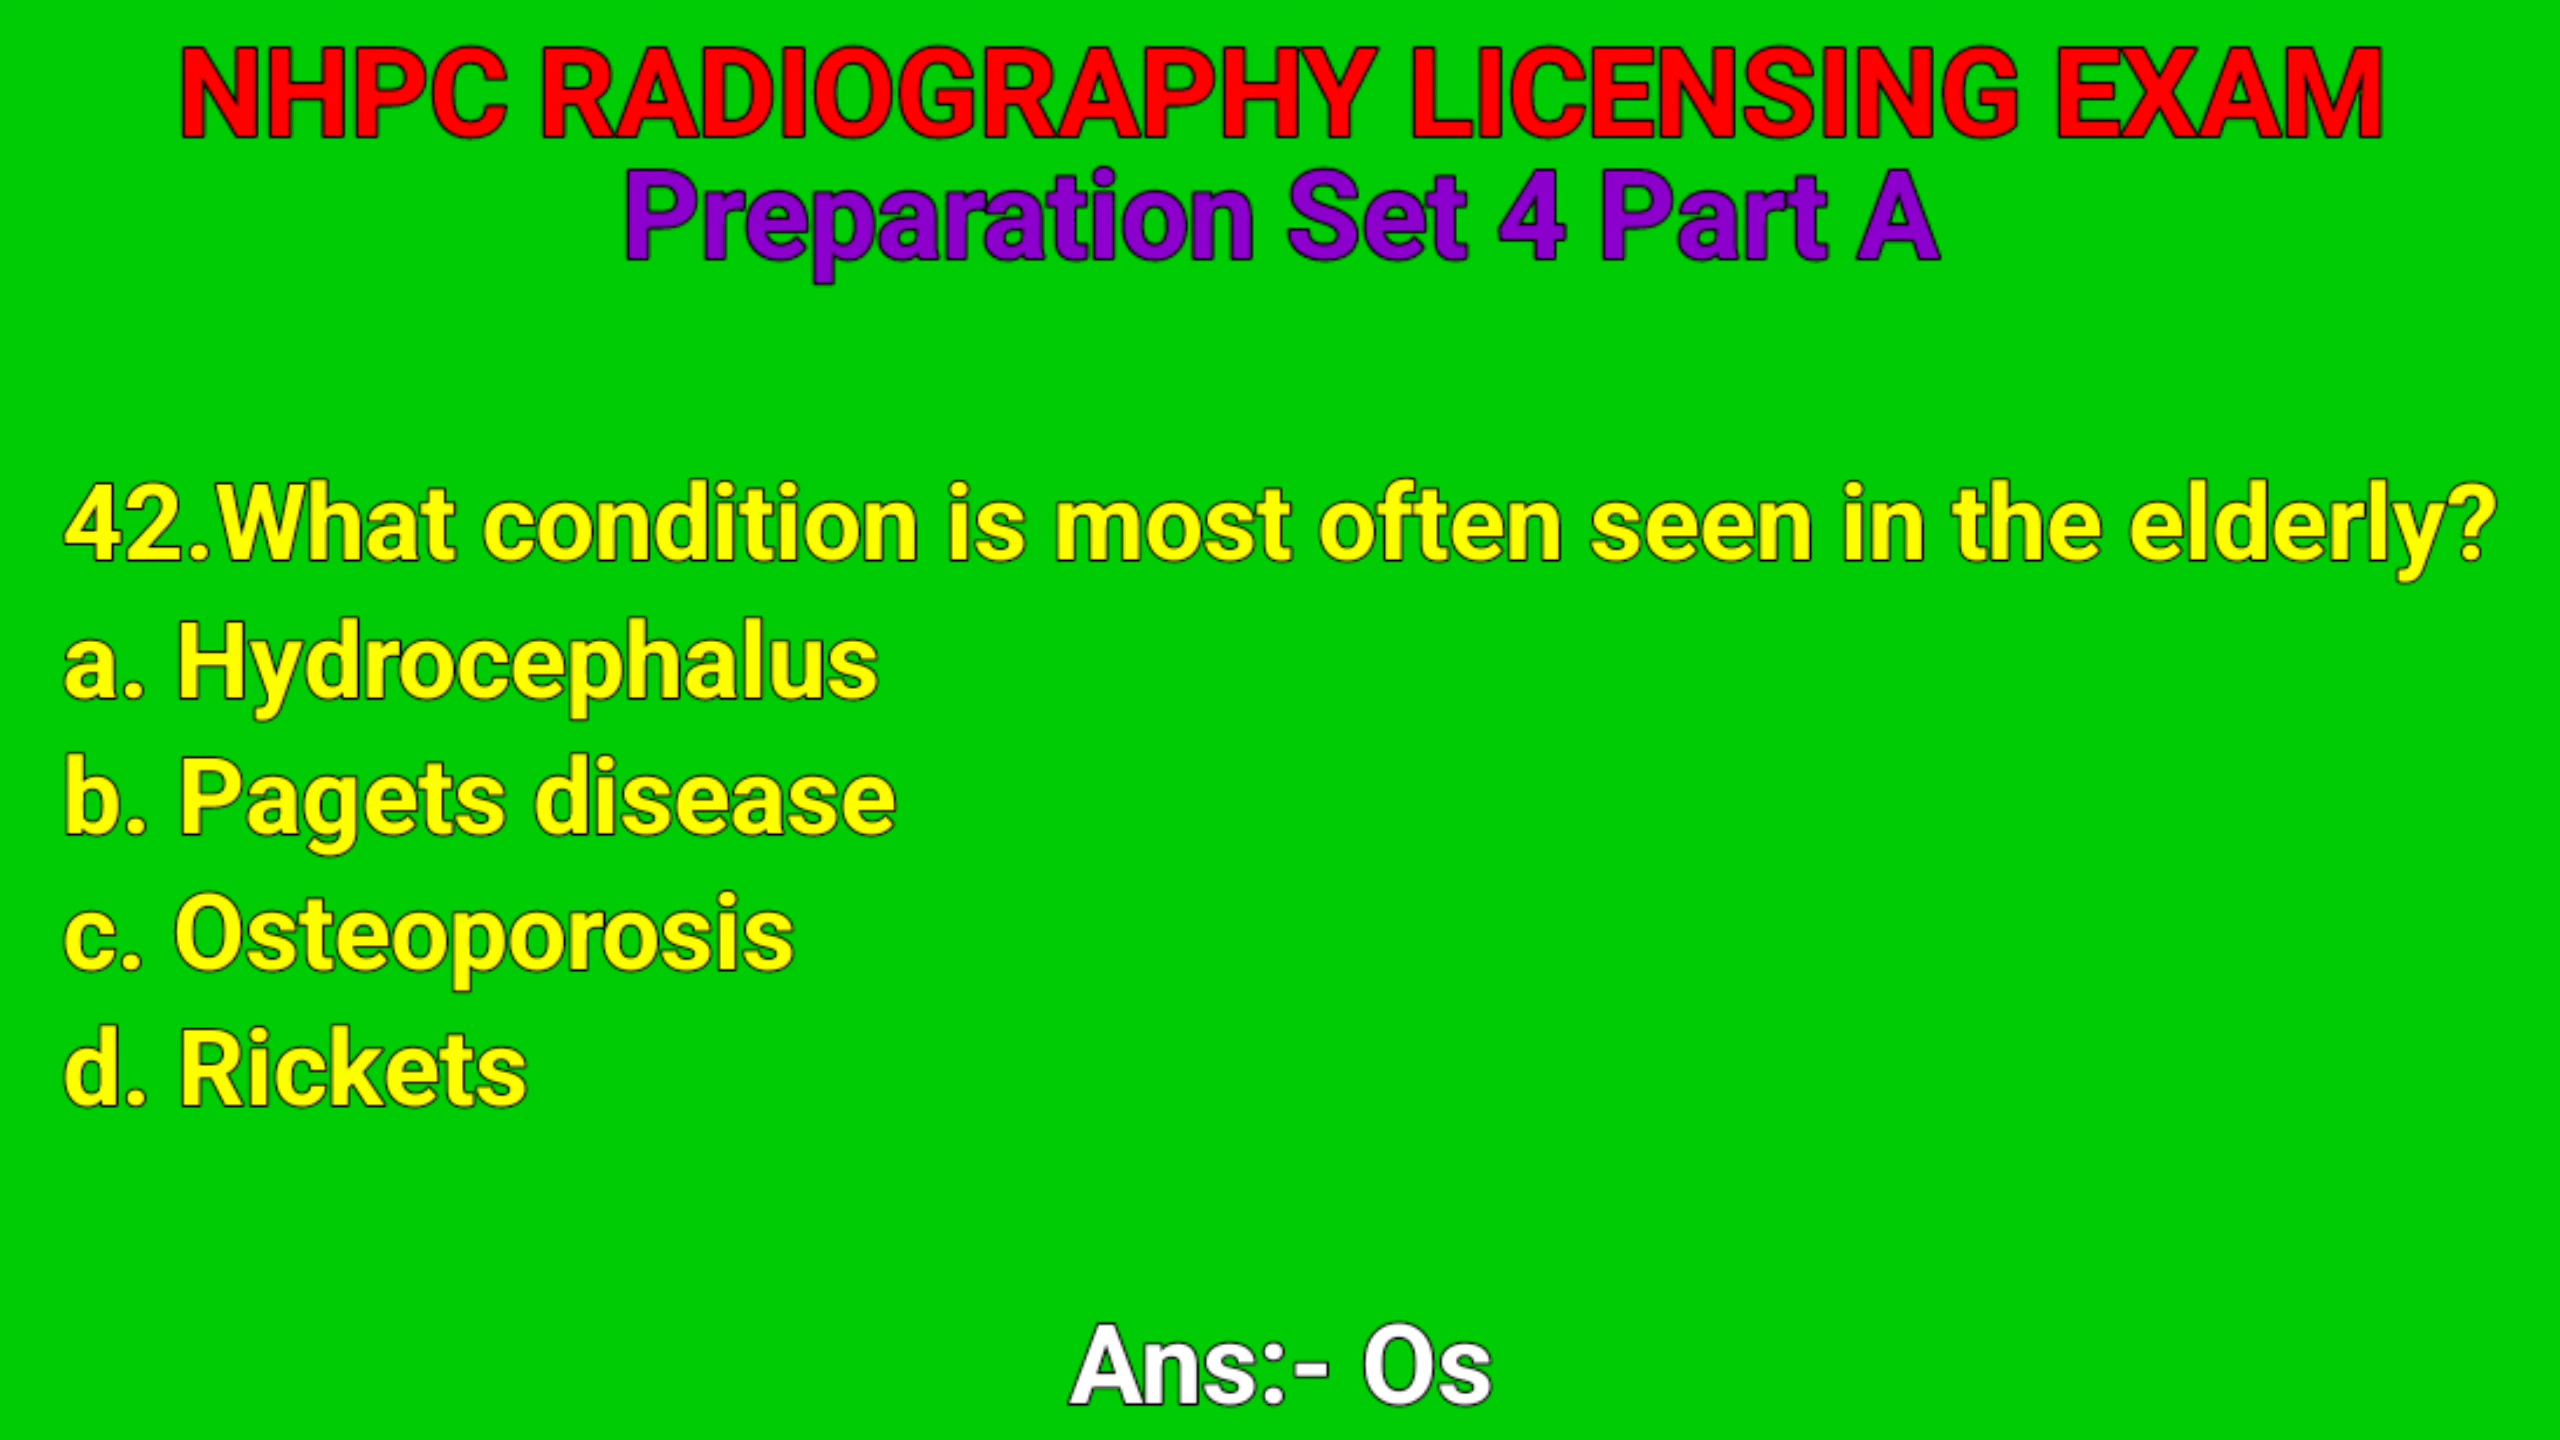 NHPC RADIOGRAPHY LICENSING EXAM
Preparation Set 4 Part A
42.What condition is most often seen in the elderly?
a. Hydrocephalus
b. Pagets disease
c. Osteoporosis
d. Rickets
Ans:- Os